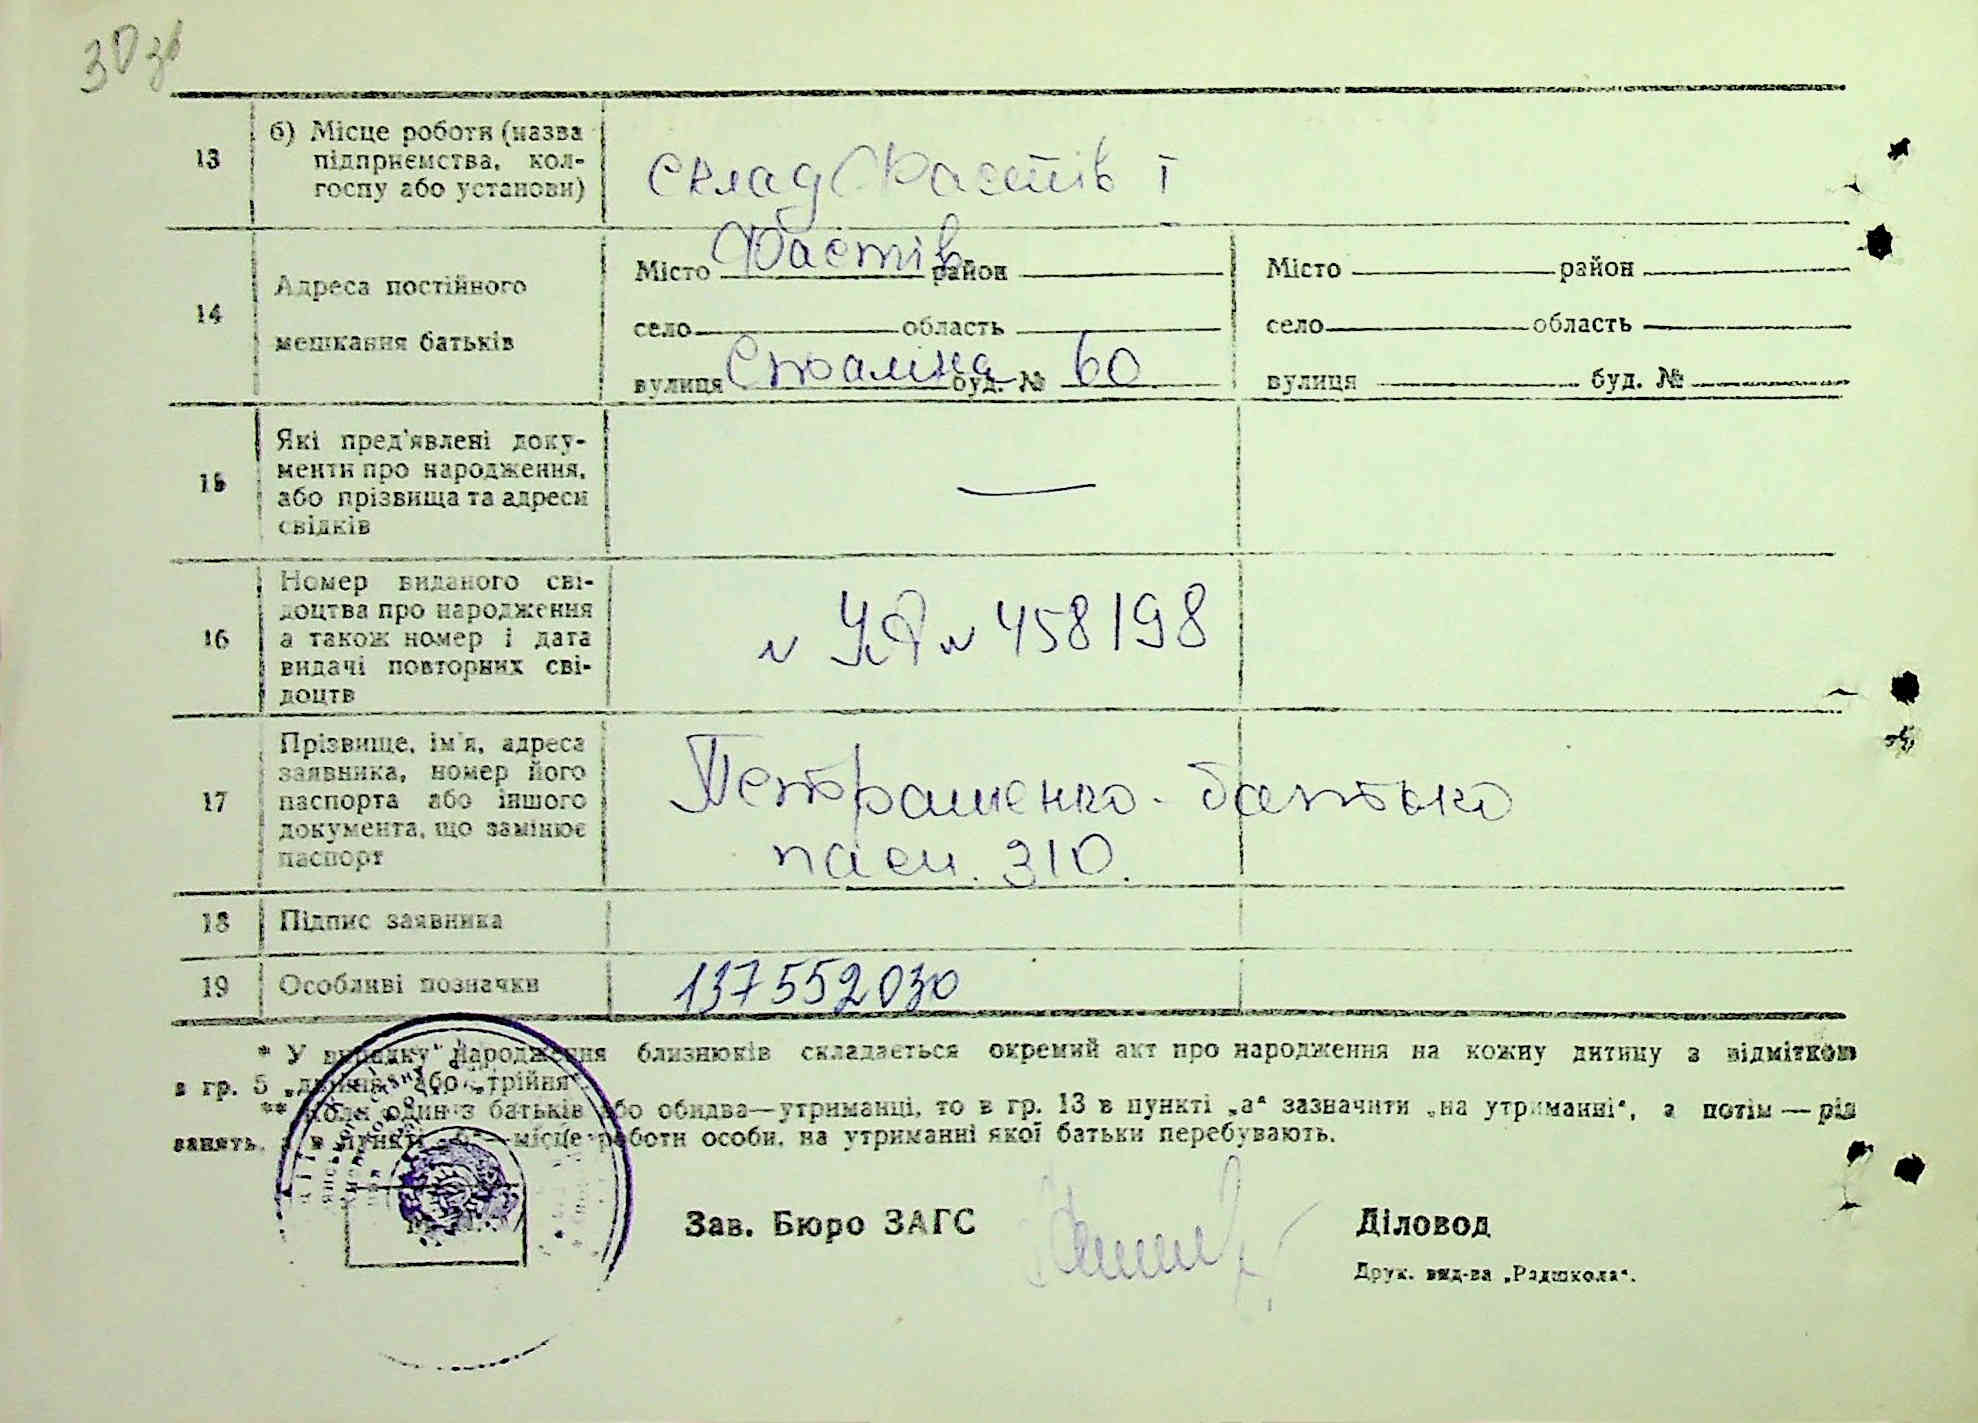 30 зв
13 б) Місце роботи (назва
підприємства, кол-
госпу або установи)
склад Фастів І
14 Адреса постійного
мешкання батьків
Місто Фастів район
село область
вулиця Сталіна буд. № 60
Місто район
село область
вулиця буд. №
15 Які пред'явлені доку-
менти про народження,
або прізвища та адреси
свідків
—
16 Номер виданого сві-
доцтва про народження
а також номер і дата
видачі повторних сві-
доцтв
№ 458198
17 Прізвище, ім'я, адреса
заявника, номер його
паспорта або іншого
документа, що замінює
паспорт
Петрашенко - батько
пасп. 310.
18 Підпис заявника
19 Особливі позначки
137552030
* У випадку народження близнюків складається окремий акт про народження на кожну дитину з відміткою
в гр. 5 „двійня" або „трійня".
** Коли один з батьків або обидва—утриманці, то в гр. 13 в пункті „а" зазначити „на утриманні", а потім — рід
занять, а в пункті „б"—місце роботи особи, на утриманні якої батьки перебувають.
Зав. Бюро ЗАГС
Діловод
Друк. вид-ва „Радшкола".